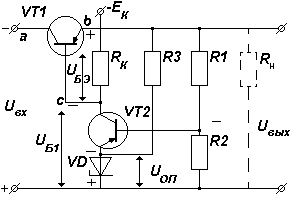 VT1 -Eк
− a b −
+ Rк R3 R1 Rн
UБЭ
c − VT2
Uвх −
UБ1 R2 Uвых
−
VD
+ + UОП +